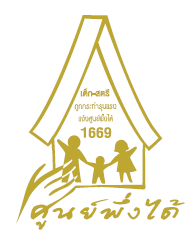 เด็ก-สตรี
ถูกกระทำรุนแรง
แจ้งศูนย์พึ่งได้
1669
ศูนย์พึ่งได้